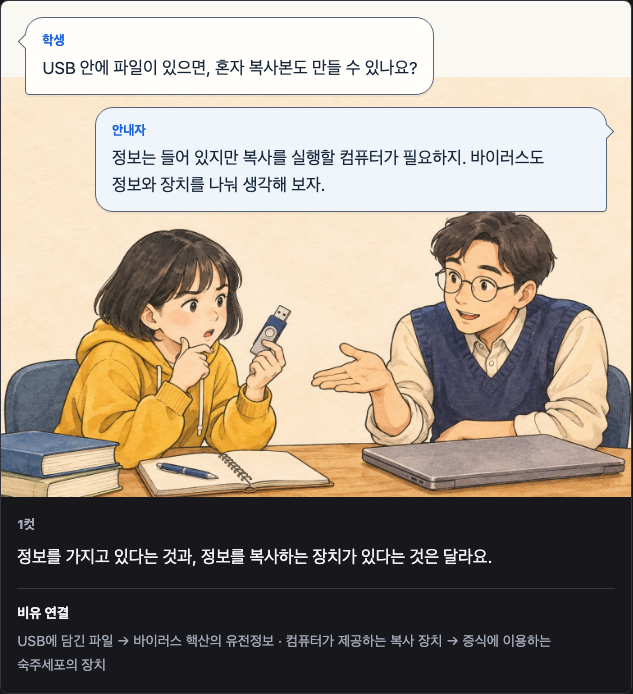 학생
USB 안에 파일이 있으면, 혼자 복사본도 만들 수 있나요?
안내자
정보는 들어 있지만 복사를 실행할 컴퓨터가 필요하지. 바이러스도
정보와 장치를 나눠 생각해 보자.
1컷
정보를 가지고 있다는 것과, 정보를 복사하는 장치가 있다는 것은 달라요.
비유 연결
USB에 담긴 파일 → 바이러스 핵산의 유전정보 · 컴퓨터가 제공하는 복사 장치 → 증식에 이용하는
숙주세포의 장치